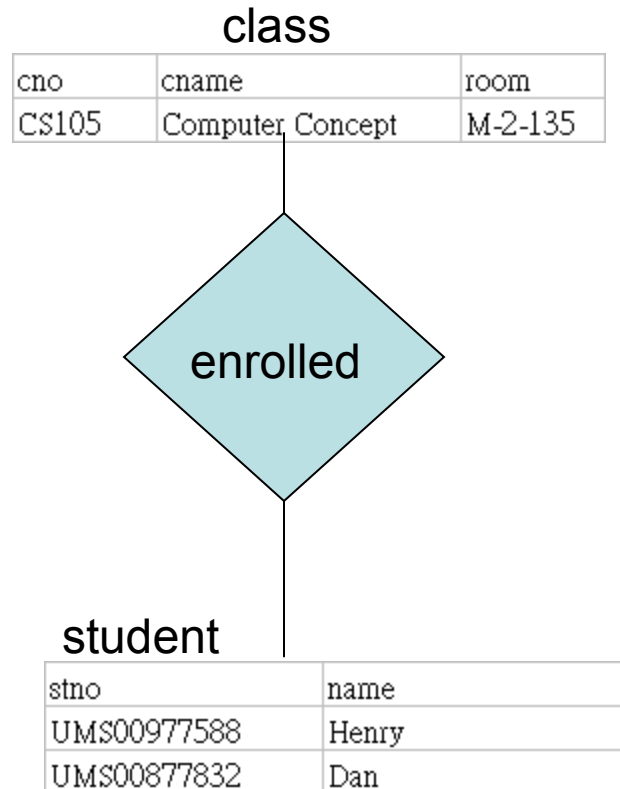 class
cno cname room
CS105 Computer Concept M-2-135
enrolled
student
stno name
UMS00977588 Henry
UMS00877832 Dan